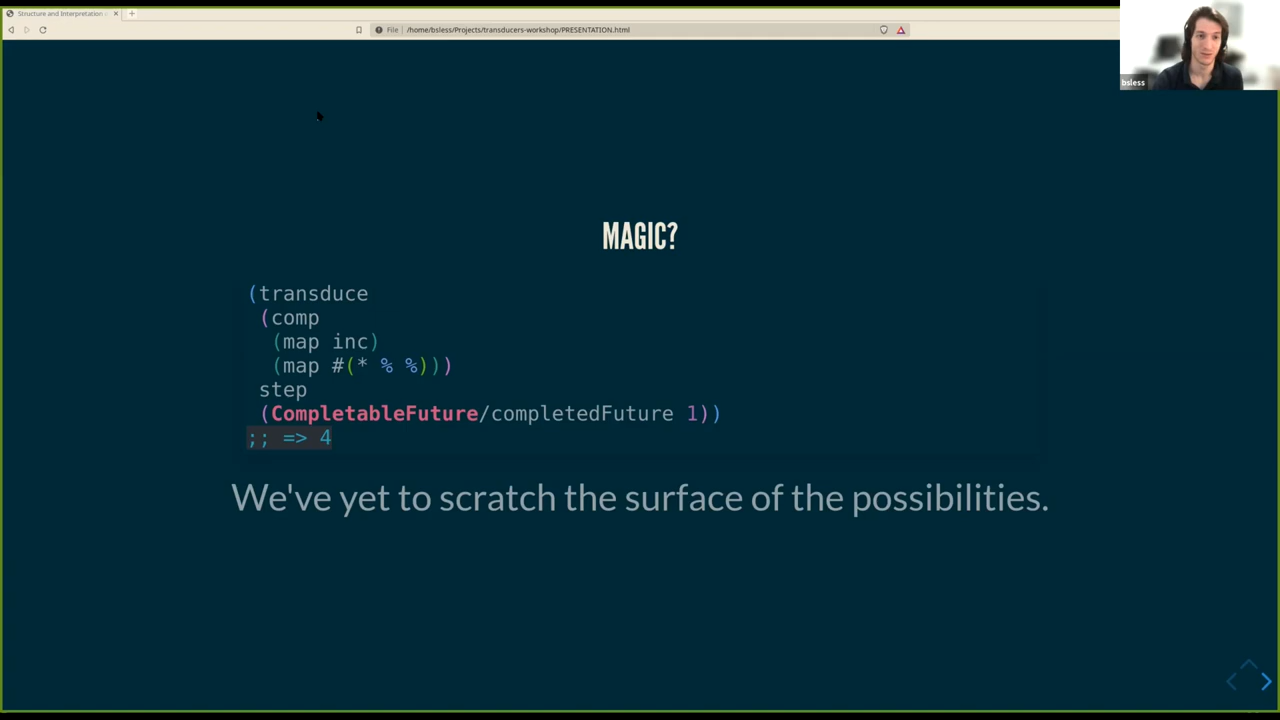 Structure and Interpretation
File
/home/bsless/Projects/transducers-workshop/PRESENTATION.html
bsless
MAGIC?
(transduce
(comp
(map inc)
(map #(* % %)))
step
(CompletableFuture/completedFuture 1))
;; => 4
We've yet to scratch the surface of the possibilities.